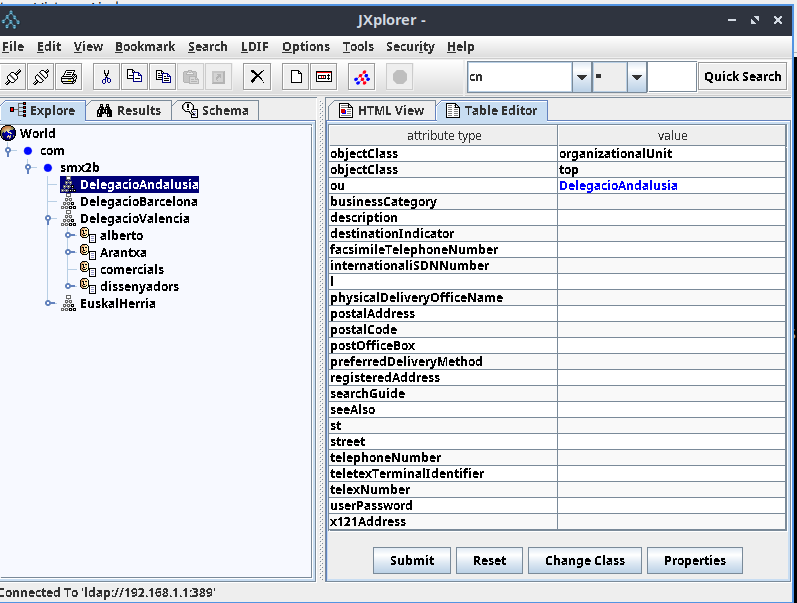 JXplorer -
File Edit View Bookmark Search LDIF Options Tools Security Help
cn = Quick Search
Explore Results Schema
HTML View Table Editor
World
com
smx2b
DelegacioAndalusia
DelegacioBarcelona
DelegacioValencia
alberto
Arantxa
comercials
dissenyadors
EuskalHerria
attribute type value
objectClass organizationalUnit
objectClass top
ou DelegacioAndalusia
businessCategory
description
destinationIndicator
facsimileTelephoneNumber
internationaliSDNNumber
l
physicalDeliveryOfficeName
postalAddress
postalCode
postOfficeBox
preferredDeliveryMethod
registeredAddress
searchGuide
seeAlso
st
street
telephoneNumber
teletexTerminalIdentifier
telexNumber
userPassword
x121Address
Submit Reset Change Class Properties
Connected To 'ldap://192.168.1.1:389'